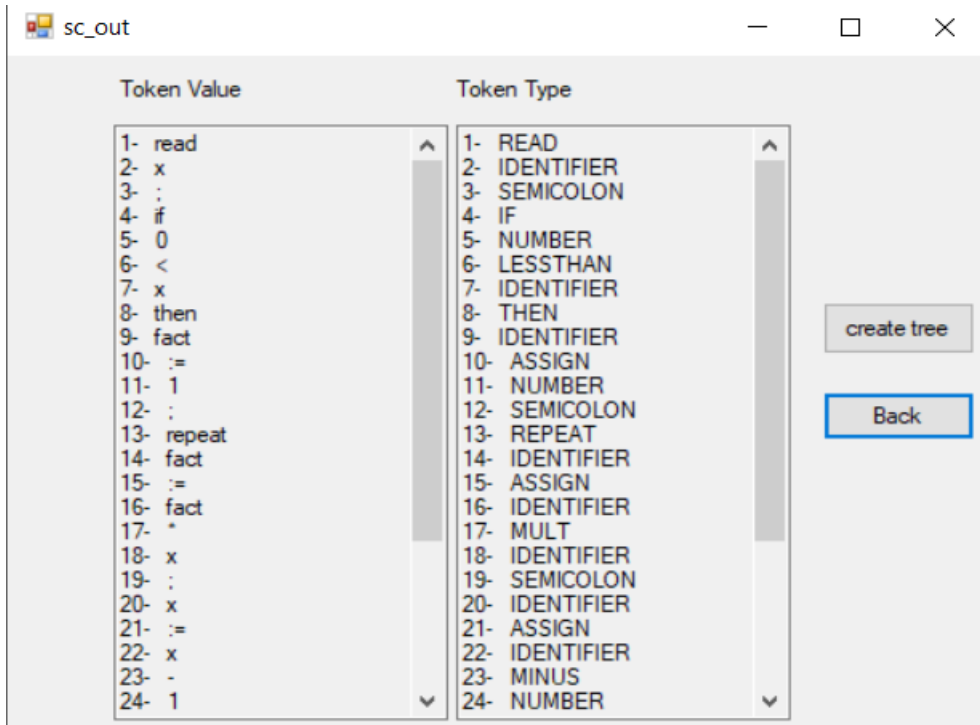 sc_out
Token Value
Token Type
1- read
2- x
3- ;
4- if
5- 0
6- <
7- x
8- then
9- fact
10- :=
11- 1
12- ;
13- repeat
14- fact
15- :=
16- fact
17- *
18- x
19- ;
20- x
21- :=
22- x
23- -
24- 1
1- READ
2- IDENTIFIER
3- SEMICOLON
4- IF
5- NUMBER
6- LESSTHAN
7- IDENTIFIER
8- THEN
9- IDENTIFIER
10- ASSIGN
11- NUMBER
12- SEMICOLON
13- REPEAT
14- IDENTIFIER
15- ASSIGN
16- IDENTIFIER
17- MULT
18- IDENTIFIER
19- SEMICOLON
20- IDENTIFIER
21- ASSIGN
22- IDENTIFIER
23- MINUS
24- NUMBER
create tree
Back